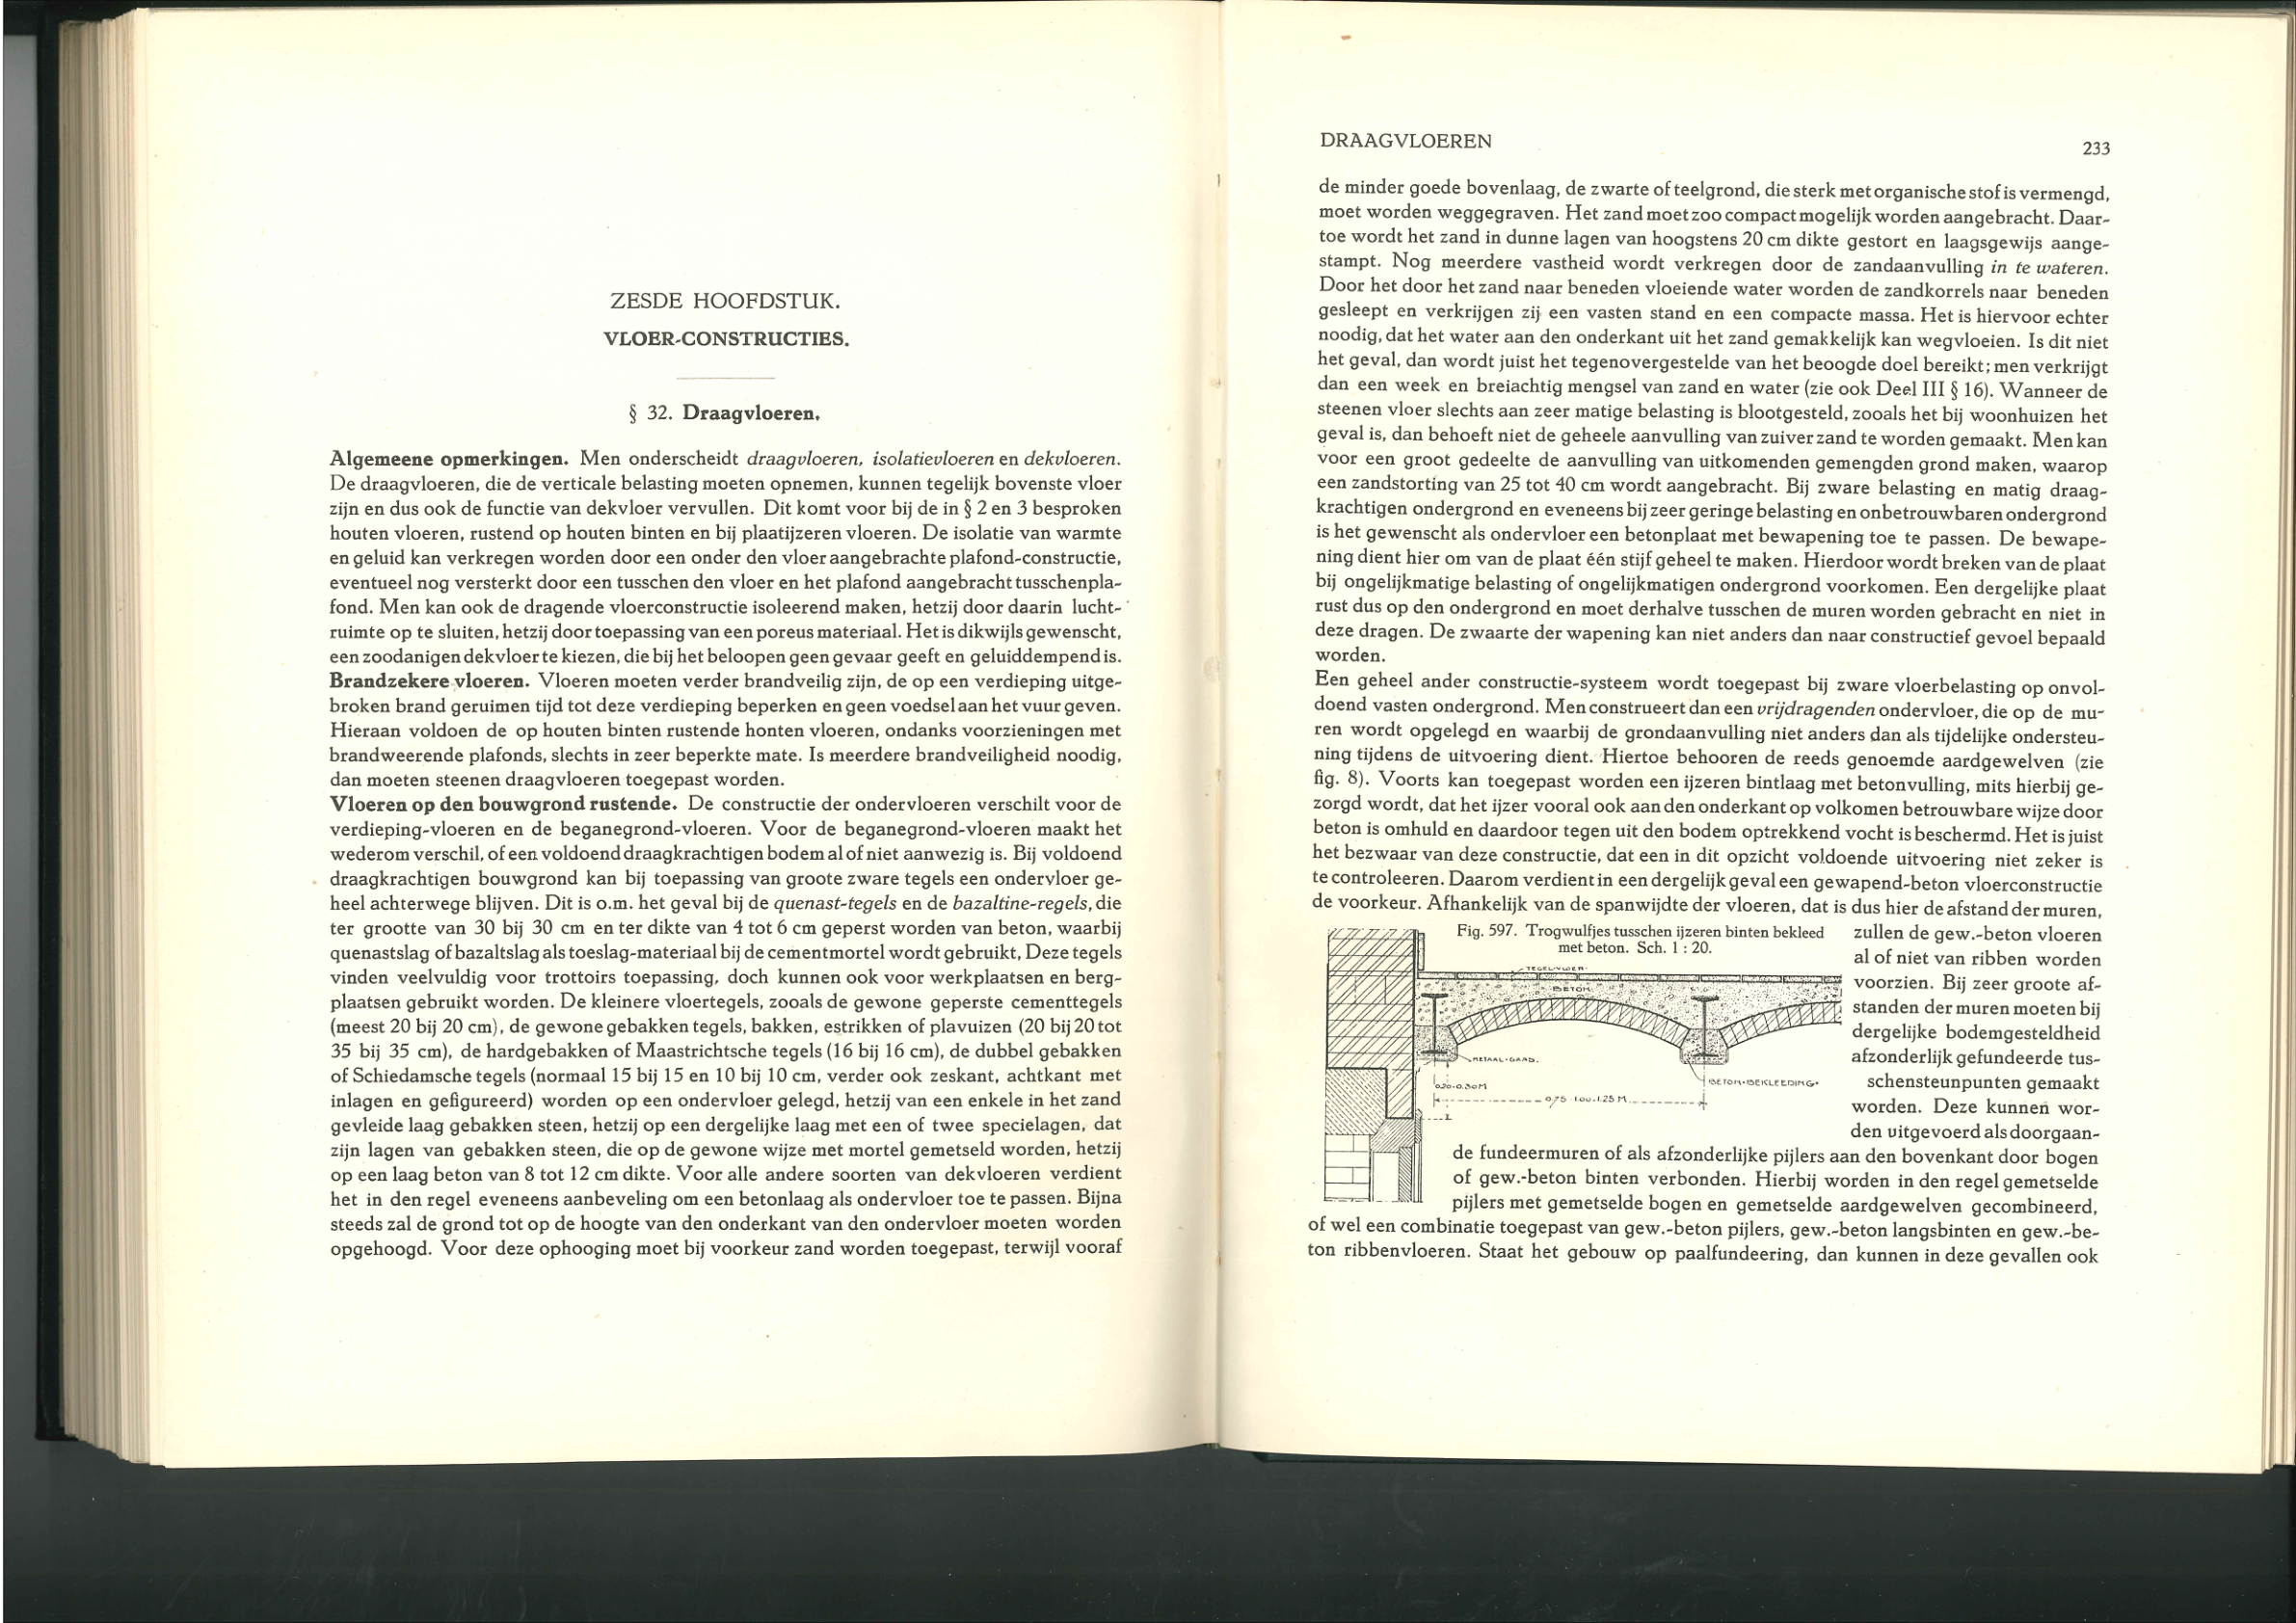 ZESDE HOOFDSTUK.
VLOER-CONSTRUCTIES.
§ 32. Draagvloeren.
Algemeene opmerkingen. Men onderscheidt draagvloeren, isolatievloeren en dekvloeren.
De draagvloeren, die de verticale belasting moeten opnemen, kunnen tegelijk bovenste vloer
zijn en dus ook de functie van dekvloer vervullen. Dit komt voor bij de in § 2 en 3 besproken
houten vloeren, rustend op houten binten en bij plaatijzeren vloeren. De isolatie van warmte
en geluid kan verkregen worden door een onder den vloer aangebrachte plafond-constructie,
eventueel nog versterkt door een tusschen den vloer en het plafond aangebracht tusschenpla-
fond. Men kan ook de dragende vloerconstructie isoleerend maken, hetzij door daarin lucht-
ruimte op te sluiten, hetzij door toepassing van een poreus materiaal. Het is dikwijls gewenscht,
een zoodanigen dekvloer te kiezen, die bij het beloopen geen gevaar geeft en geluiddempend is.
Brandzekere vloeren. Vloeren moeten verder brandveilig zijn, de op een verdieping uitge-
broken brand geruimen tijd tot deze verdieping beperken en geen voedsel aan het vuur geven.
Hieraan voldoen de op houten binten rustende honten vloeren, ondanks voorzieningen met
brandweerende plafonds, slechts in zeer beperkte mate. Is meerdere brandveiligheid noodig,
dan moeten steenen draagvloeren toegepast worden.
Vloeren op den bouwgrond rustende. De constructie der ondervloeren verschilt voor de
verdieping-vloeren en de beganegrond-vloeren. Voor de beganegrond-vloeren maakt het
wederom verschil, of een voldoend draagkrachtigen bodem al of niet aanwezig is. Bij voldoend
draagkrachtigen bouwgrond kan bij toepassing van groote zware tegels een ondervloer ge-
heel achterwege blijven. Dit is o.m. het geval bij de quenast-tegels en de bazaltine-regels, die
ter grootte van 30 bij 30 cm en ter dikte van 4 tot 6 cm geperst worden van beton, waarbij
quenastslag of bazaltslag als toeslag-materiaal bij de cementmortel wordt gebruikt, Deze tegels
vinden veelvuldig voor trottoirs toepassing, doch kunnen ook voor werkplaatsen en berg-
plaatsen gebruikt worden. De kleinere vloertegels, zooals de gewone geperste cementtegels
(meest 20 bij 20 cm), de gewone gebakken tegels, bakken, estrikken of plavuizen (20 bij 20 tot
35 bij 35 cm), de hardgebakken of Maastrichtsche tegels (16 bij 16 cm), de dubbel gebakken
of Schiedamsche tegels (normaal 15 bij 15 en 10 bij 10 cm, verder ook zeskant, achtkant met
inlagen en gefigureerd) worden op een ondervloer gelegd, hetzij van een enkele in het zand
gevleide laag gebakken steen, hetzij op een dergelijke laag met een of twee specielagen, dat
zijn lagen van gebakken steen, die op de gewone wijze met mortel gemetseld worden, hetzij
op een laag beton van 8 tot 12 cm dikte. Voor alle andere soorten van dekvloeren verdient
het in den regel eveneens aanbeveling om een betonlaag als ondervloer toe te passen. Bijna
steeds zal de grond tot op de hoogte van den onderkant van den ondervloer moeten worden
opgehoogd. Voor deze ophooging moet bij voorkeur zand worden toegepast, terwijl vooraf
DRAAGVLOEREN
233
de minder goede bovenlaag, de zwarte of teelgrond, die sterk met organische stof is vermengd,
moet worden weggegraven. Het zand moet zoo compact mogelijk worden aangebracht. Daar-
toe wordt het zand in dunne lagen van hoogstens 20 cm dikte gestort en laagsgewijs aange-
stampt. Nog meerdere vastheid wordt verkregen door de zandaanvulling in te wateren.
Door het door het zand naar beneden vloeiende water worden de zandkorrels naar beneden
gesleept en verkrijgen zij een vasten stand en een compacte massa. Het is hiervoor echter
noodig, dat het water aan den onderkant uit het zand gemakkelijk kan wegvloeien. Is dit niet
het geval, dan wordt juist het tegenovergestelde van het beoogde doel bereikt; men verkrijgt
dan een week en breiachtig mengsel van zand en water (zie ook Deel III § 16). Wanneer de
steenen vloer slechts aan zeer matige belasting is blootgesteld, zooals het bij woonhuizen het
geval is, dan behoeft niet de geheele aanvulling van zuiver zand te worden gemaakt. Men kan
voor een groot gedeelte de aanvulling van uitkomenden gemengden grond maken, waarop
een zandstorting van 25 tot 40 cm wordt aangebracht. Bij zware belasting en matig draag-
krachtigen ondergrond en eveneens bij zeer geringe belasting en onbetrouwbaren ondergrond
is het gewenscht als ondervloer een betonplaat met bewapening toe te passen. De bewape-
ning dient hier om van de plaat één stijf geheel te maken. Hierdoor wordt breken van de plaat
bij ongelijkmatige belasting of ongelijkmatigen ondergrond voorkomen. Een dergelijke plaat
rust dus op den ondergrond en moet derhalve tusschen de muren worden gebracht en niet in
deze dragen. De zwaarte der wapening kan niet anders dan naar constructief gevoel bepaald
worden.
Een geheel ander constructie-systeem wordt toegepast bij zware vloerbelasting op onvol-
doend vasten ondergrond. Men construeert dan een vrijdragenden ondervloer, die op de mu-
ren wordt opgelegd en waarbij de grondaanvulling niet anders dan als tijdelijke ondersteu-
ning tijdens de uitvoering dient. Hiertoe behooren de reeds genoemde aardgewelven (zie
fig. 8). Voorts kan toegepast worden een ijzeren bintlaag met betonvulling, mits hierbij ge-
zorgd wordt, dat het ijzer vooral ook aan den onderkant op volkomen betrouwbare wijze door
beton is omhuld en daardoor tegen uit den bodem optrekkend vocht is beschermd. Het is juist
het bezwaar van deze constructie, dat een in dit opzicht voldoende uitvoering niet zeker is
te controleeren. Daarom verdient in een dergelijk geval een gewapend-beton vloerconstructie
de voorkeur. Afhankelijk van de spanwijdte der vloeren, dat is dus hier de afstand der muren,
Fig. 597. Trogwulfjes tusschen ijzeren binten bekleed
met beton. Sch. 1 : 20.
TEGELVLOER
BETON
METAAL-GAAS.
BETON-BEKLEEDING.
0.20-0.30 M
0,75 1.00-1.25 M
zullen de gew.-beton vloeren
al of niet van ribben worden
voorzien. Bij zeer groote af-
standen der muren moeten bij
dergelijke bodemgesteldheid
afzonderlijk gefundeerde tus-
schensteunpunten gemaakt
worden. Deze kunnen wor-
den uitgevoerd als doorgaan-
de fundeermuren of als afzonderlijke pijlers aan den bovenkant door bogen
of gew.-beton binten verbonden. Hierbij worden in den regel gemetselde
pijlers met gemetselde bogen en gemetselde aardgewelven gecombineerd,
of wel een combinatie toegepast van gew.-beton pijlers, gew.-beton langsbinten en gew.-be-
ton ribbenvloeren. Staat het gebouw op paalfundeering, dan kunnen in deze gevallen ook